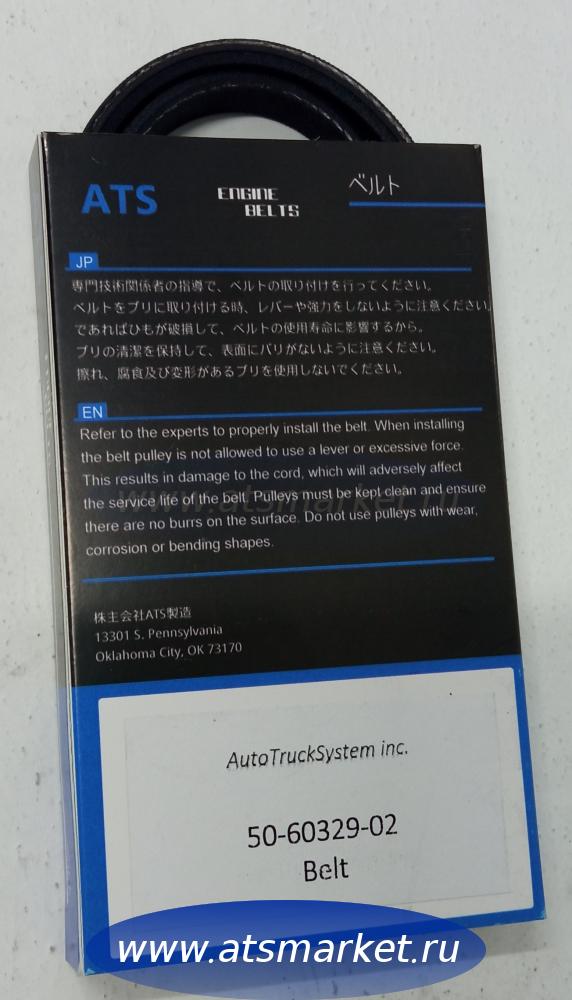 ATS
ENGINE
BELTS
ベルト
JP
専門技術関係者の指導で、ベルトの取り付けを行ってください。
ベルトをプリに取り付ける時、レバーや強力をしないように注意ください
であればひもが破損して、ベルトの使用寿命に影響するから。
プリの清潔を保持して、表面にバリがないように注意ください。
擦れ、腐食及び変形があるプリを使用しないでください。
EN
Refer to the experts to properly install the belt. When installing
the belt pulley is not allowed to use a lever or excessive force.
This results in damage to the cord, which will adversely affect
the service life of the belt. Pulleys must be kept clean and ensure
there are no burrs on the surface. Do not use pulleys with wear,
corrosion or bending shapes.
www.atsmarket.ru
株主会社ATS製造
13301 S. Pennsylvania
Oklahoma City, OK 73170
AutoTruckSystem inc.
50-60329-02
Belt
www.atsmarket.ru